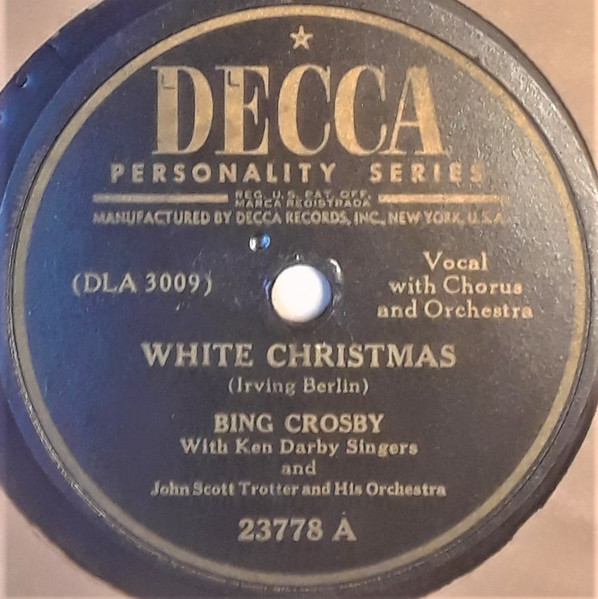 DECCA
PERSONALITY SERIES
REG. U.S. PAT. OFF.
MARCA REGISTRADA
MANUFACTURED BY DECCA RECORDS, INC., NEW YORK, U.S.A.
(DLA 3009)
Vocal
with Chorus
and Orchestra
WHITE CHRISTMAS
(Irving Berlin)
BING CROSBY
With Ken Darby Singers
and
John Scott Trotter and His Orchestra
23778 A